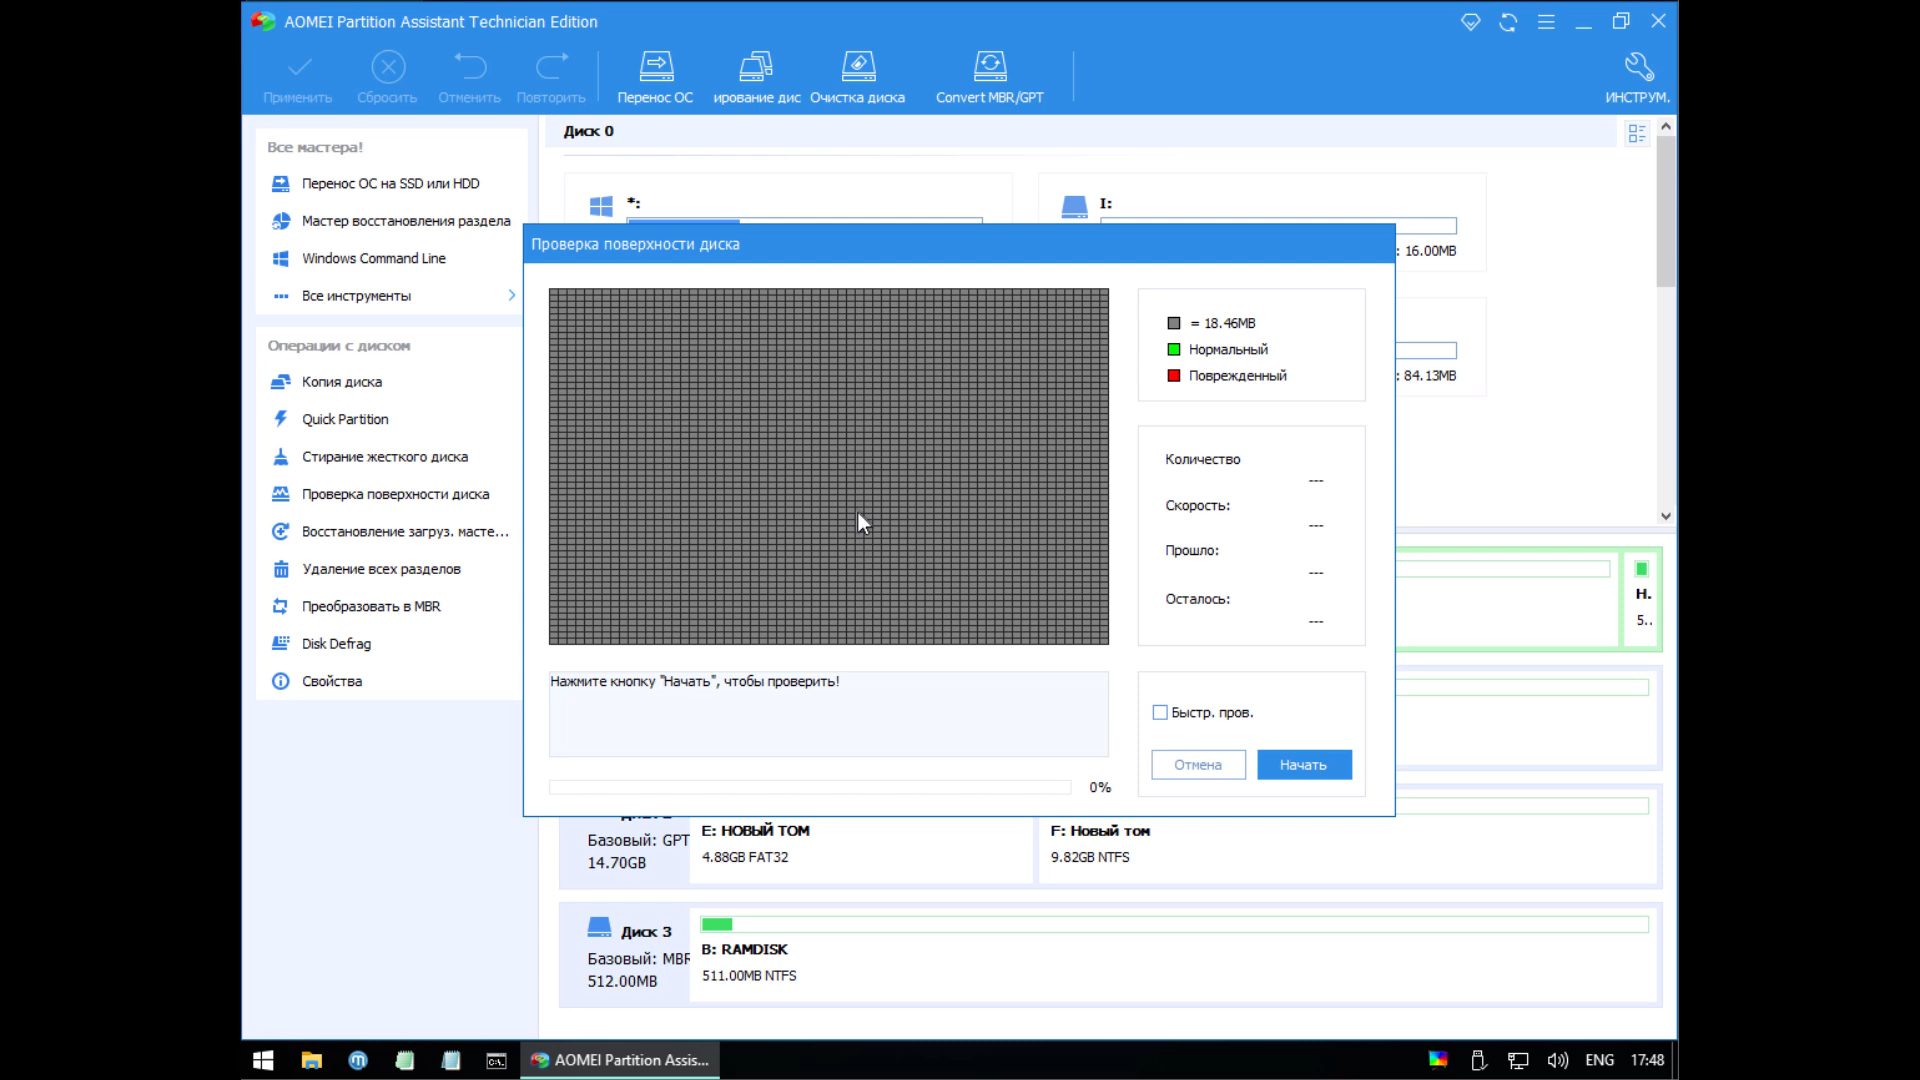 AOMEI Partition Assistant Technician Edition
Применить
Сбросить
Отменить
Повторить
Перенос ОС
ирование дис
Очистка диска
Convert MBR/GPT
ИНСТРУМ.
Все мастера!
Перенос ОС на SSD или HDD
Мастер восстановления раздела
Windows Command Line
Все инструменты
Операции с диском
Копия диска
Quick Partition
Стирание жесткого диска
Проверка поверхности диска
Восстановление загруз. масте...
Удаление всех разделов
Преобразовать в MBR
Disk Defrag
Свойства
Диск 0
*:
I:
: 16.00MB
: 84.13MB
Проверка поверхности диска
= 18.46MB
Нормальный
Поврежденный
Количество
---
Скорость:
---
Прошло:
---
Осталось:
---
Нажмите кнопку "Начать", чтобы проверить!
0%
Быстр. пров.
Отмена
Начать
H.
5..
Базовый: GPT
14.70GB
E: НОВЫЙ ТОМ
4.88GB FAT32
F: Новый том
9.82GB NTFS
Диск 3
Базовый: MBR
512.00MB
B: RAMDISK
511.00MB NTFS
AOMEI Partition Assis...
ENG
17:48